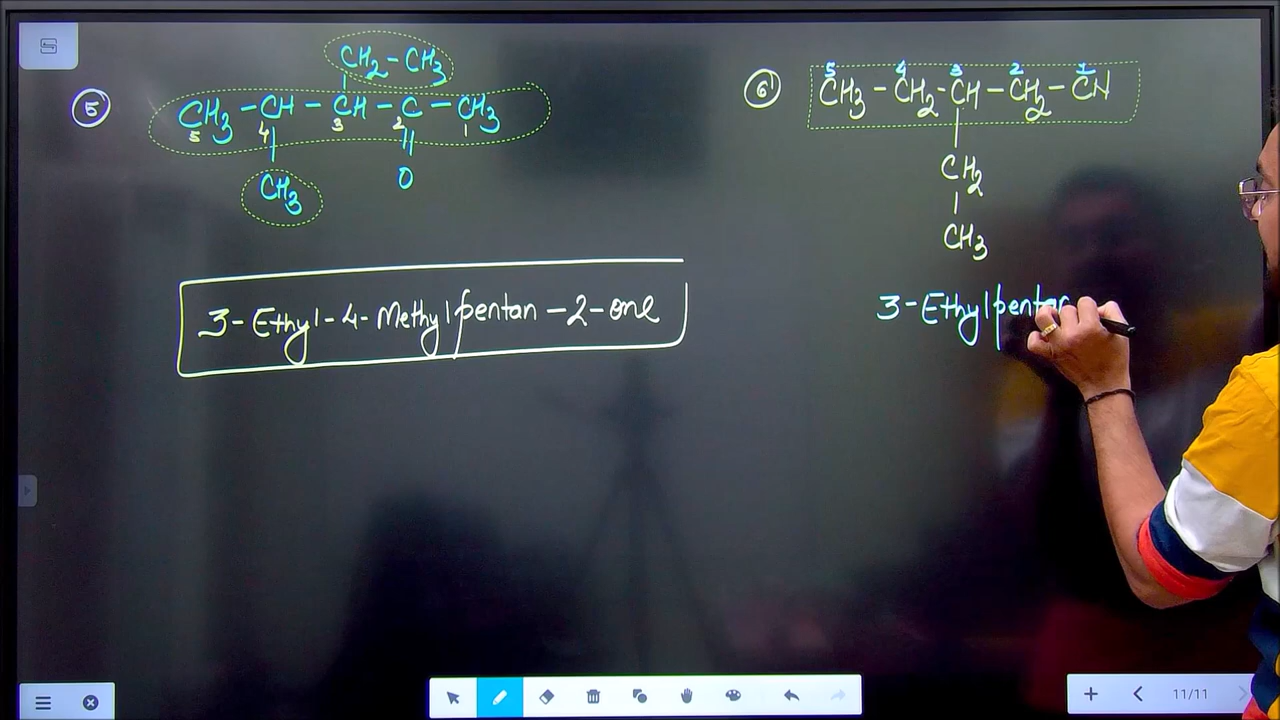 CH2-CH3
5
CH3-CH-CH-C-CH3
5 4 3 2 1
CH3 O
3-Ethyl-4-Methylpentan-2-one
6
5 4 3 2 1
CH3-CH2-CH-CH2-CN
CH2
CH3
3-Ethylpentan
11/11